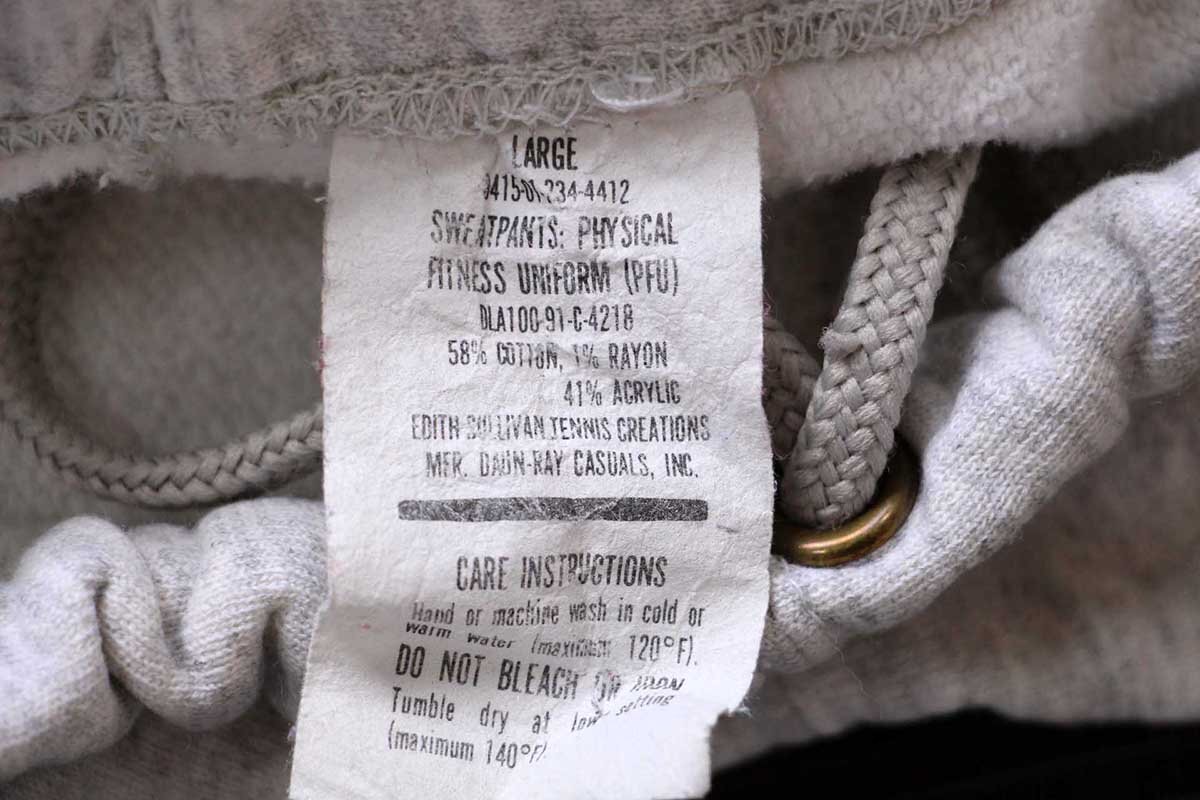 LARGE
8415-01-234-4412
SWEATPANTS: PHYSICAL
FITNESS UNIFORM (PFU)
DLA100-91-C-4218
58% COTTON, 1% RAYON
41% ACRYLIC
EDITH SULLIVAN TENNIS CREATIONS
MFR. DAUN-RAY CASUALS, INC.
CARE INSTRUCTIONS
Hand or machine wash in cold or
warm water (maximum 120°F).
DO NOT BLEACH OR IRON
Tumble dry at low setting
(maximum 140°F)